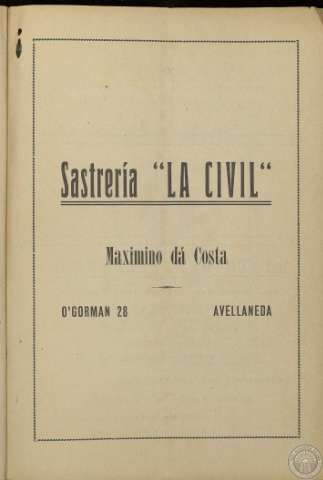 Sastrería "LA CIVIL"
Maximino dá Costa
O'GORMAN 28 AVELLANEDA